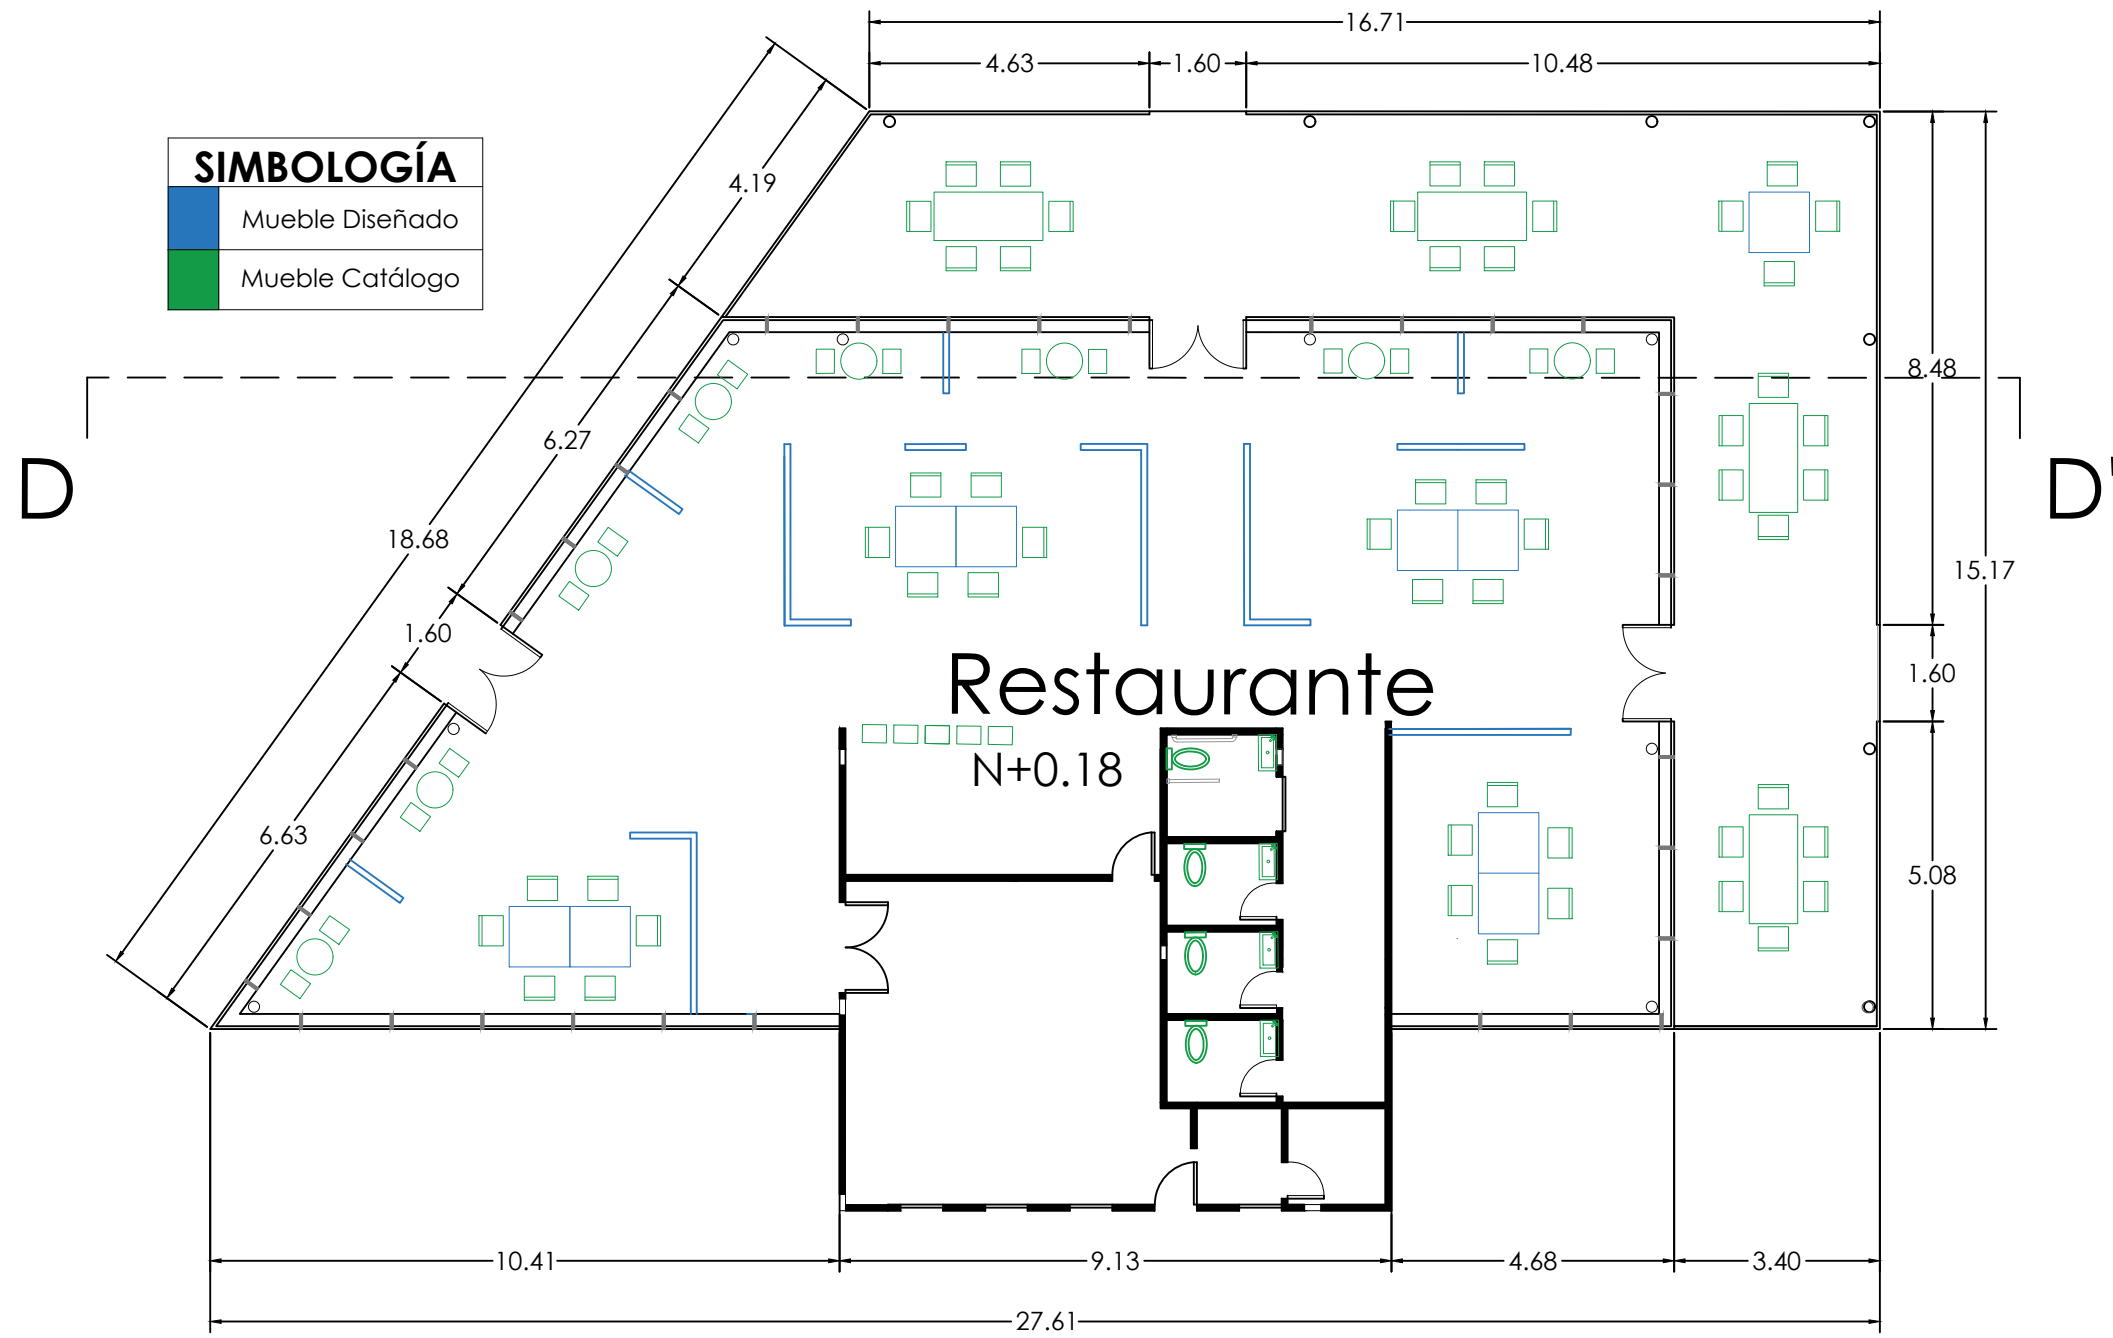 16.71
4.63
1.60
10.48
SIMBOLOGÍA
Mueble Diseñado
Mueble Catálogo
4.19
8.48
6.27
D
D'
18.68
15.17
1.60
Restaurante
1.60
N+0.18
6.63
5.08
10.41
9.13
4.68
3.40
27.61